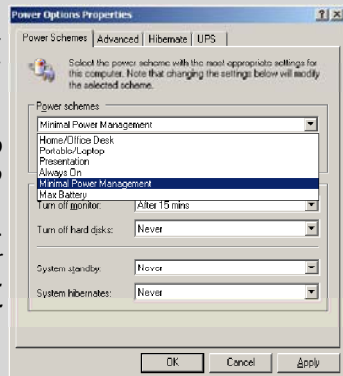 Power Options Properties
Power Schemes Advanced Hibernate UPS
Select the power scheme with the most appropriate settings for
this computer. Note that changing the settings below will modify
the selected scheme.
Power schemes
Minimal Power Management
Home/Office Desk
Portable/Laptop
Presentation
Always On
Minimal Power Management
Max Battery
Turn off monitor: After 15 mins
Turn off hard disks: Never
System standby: Never
System hibernates: Never
OK Cancel Apply